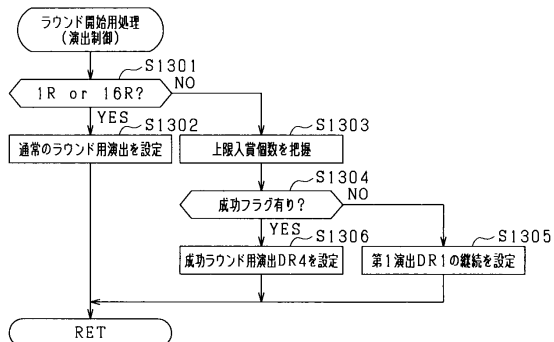 ラウンド開始用処理
(演出制御)
S1301
1R or 16R?
NO
YES
S1302
通常のラウンド用演出を設定
S1303
上限入賞個数を把握
S1304
成功フラグ有り?
NO
YES
S1306
成功ラウンド用演出DR4を設定
S1305
第1演出DR1の継続を設定
RET